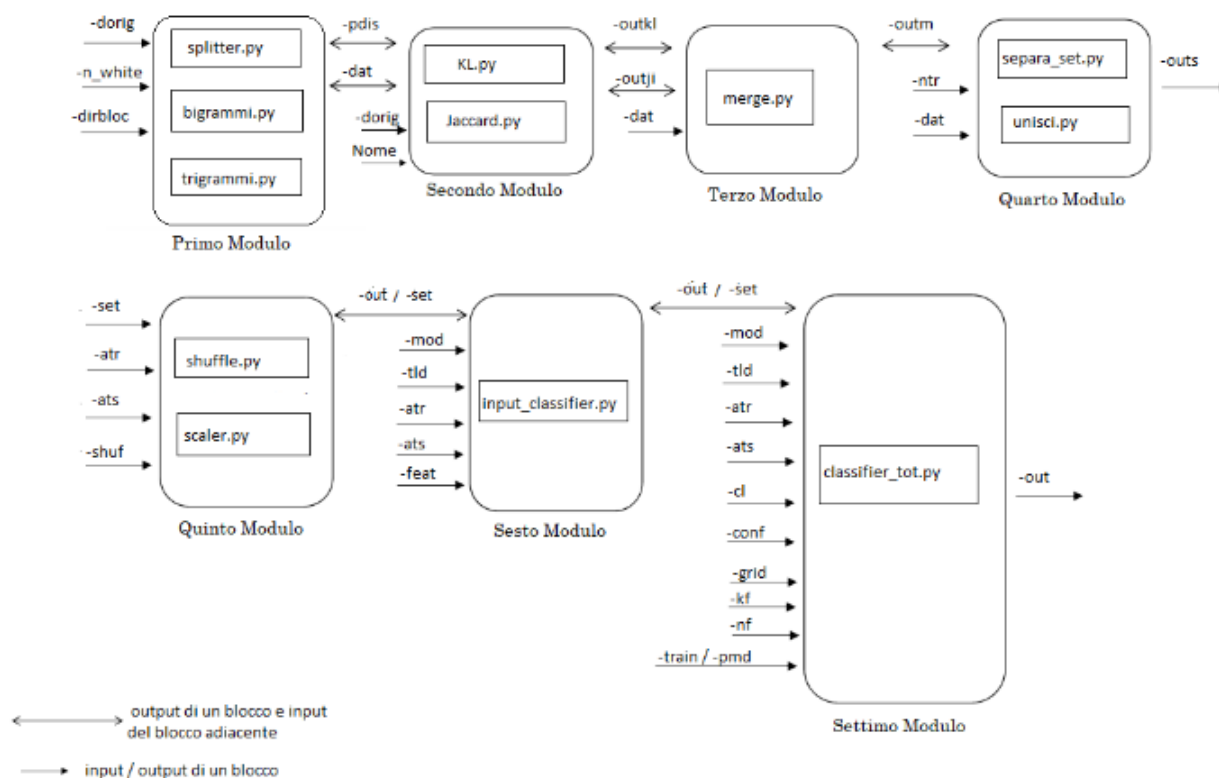 -dorig
-n_white
-dirbloc
splitter.py
bigrammi.py
trigrammi.py
Primo Modulo
-pdis
-dat
-dorig
Nome
KL.py
Jaccard.py
Secondo Modulo
-outkl
-outji
-dat
merge.py
Terzo Modulo
-outm
-ntr
-dat
separa_set.py
unisci.py
Quarto Modulo
-outs
-set
-atr
-ats
-shuf
shuffle.py
scaler.py
Quinto Modulo
-out / -set
-mod
-tld
-atr
-ats
-feat
input_classifier.py
Sesto Modulo
-out / -set
-mod
-tld
-atr
-ats
-cl
-conf
-grid
-kf
-nf
-train / -pmd
classifier_tot.py
Settimo Modulo
-out
output di un blocco e input
del blocco adiacente
input / output di un blocco